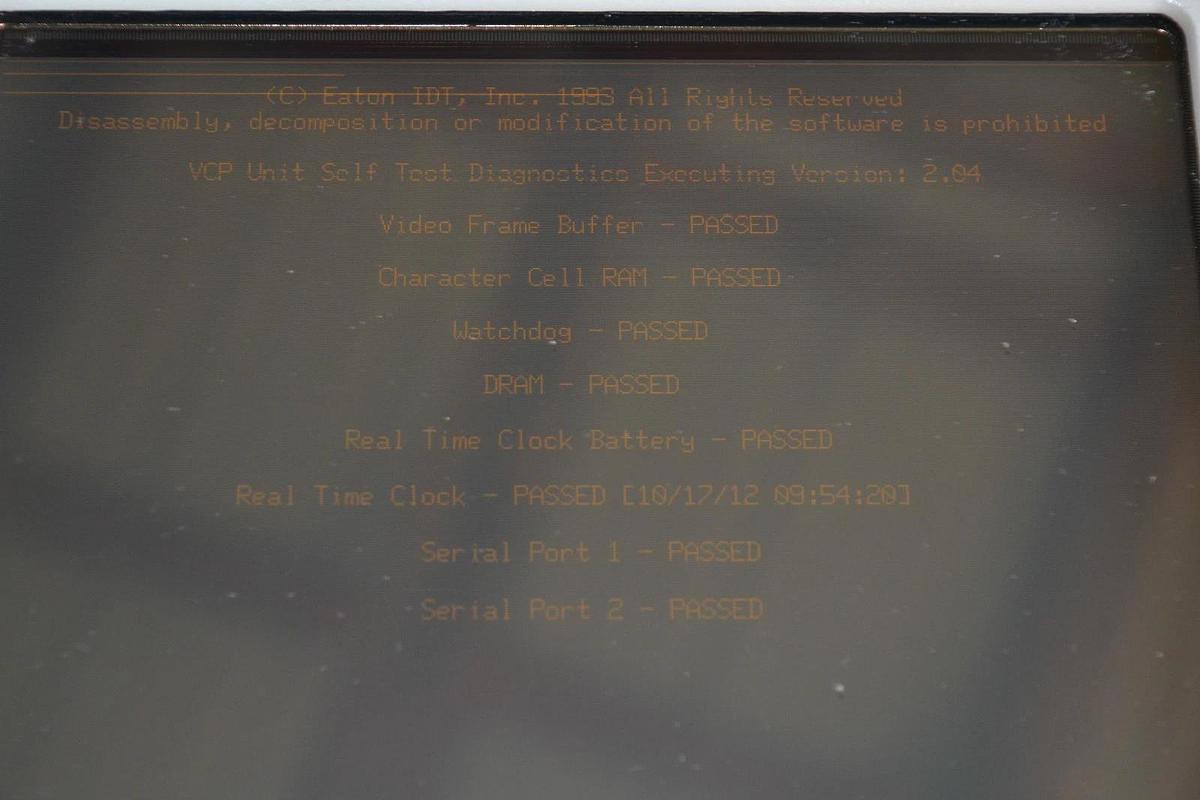 (C) Eaton IDT, Inc. 1993 All Rights Reserved
Disassembly, decomposition or modification of the software is prohibited
VCP Unit Self Test Diagnostics Executing Version: 2.04
Video Frame Buffer - PASSED
Character Cell RAM - PASSED
Watchdog - PASSED
DRAM - PASSED
Real Time Clock Battery - PASSED
Real Time Clock - PASSED [10/17/12 09:54:20]
Serial Port 1 - PASSED
Serial Port 2 - PASSED